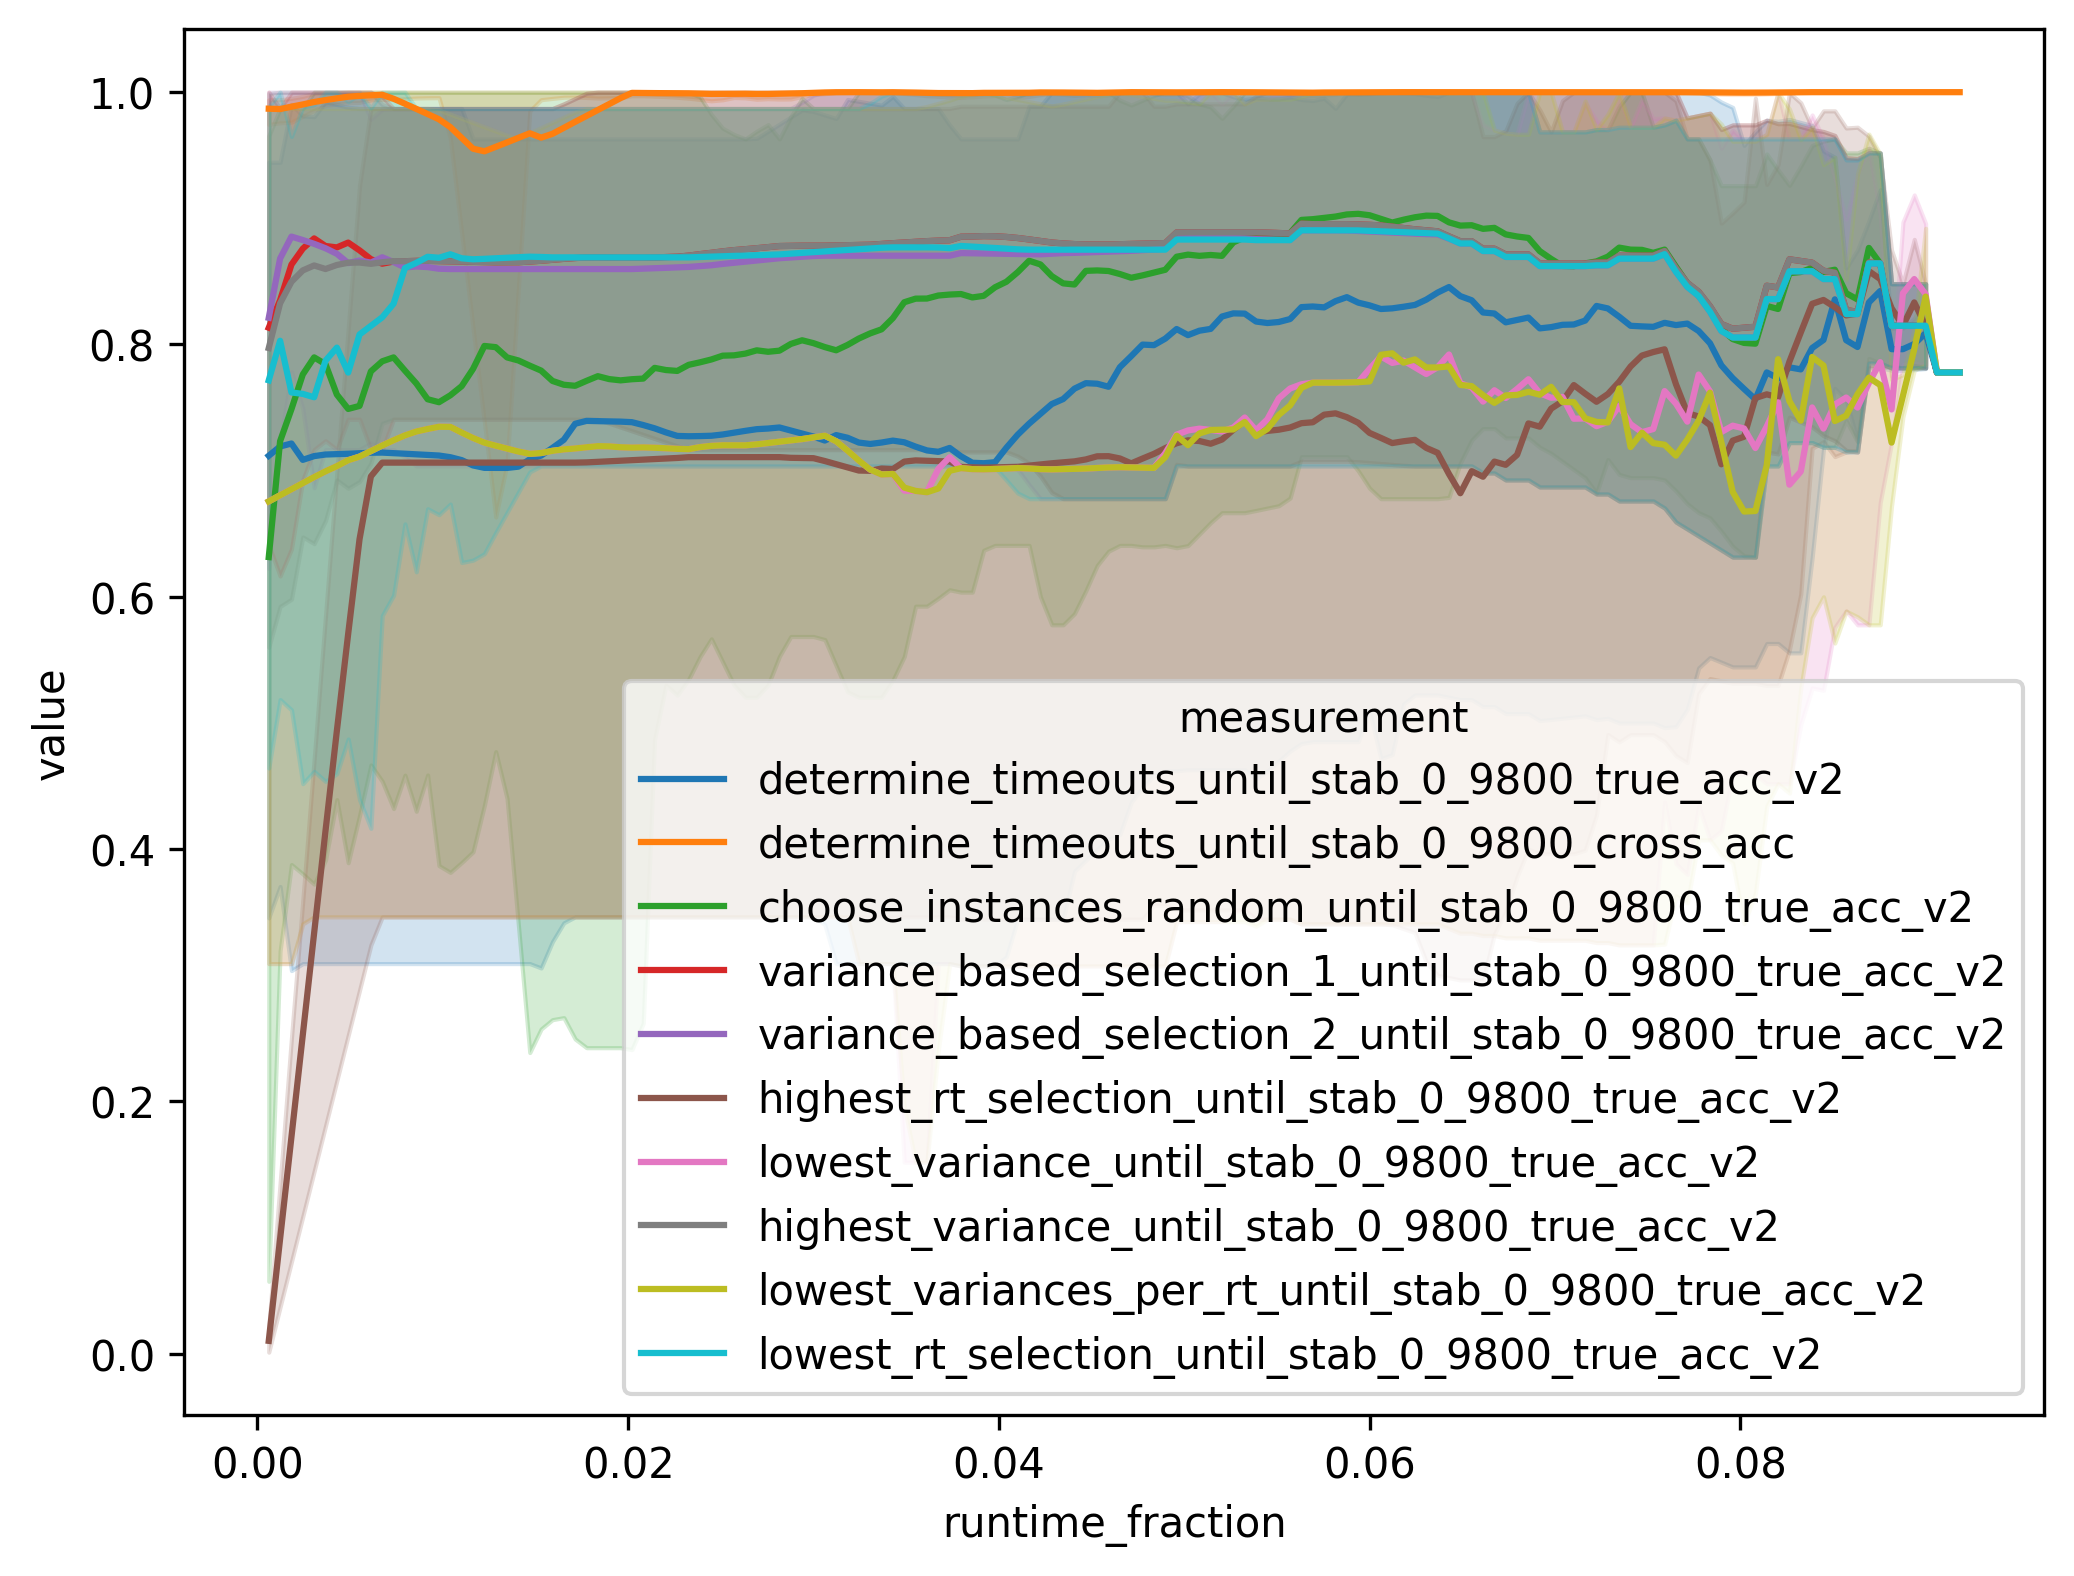 1.0
0.8
0.6
0.4
0.2
0.0
value
measurement
determine_timeouts_until_stab_0_9800_true_acc_v2
determine_timeouts_until_stab_0_9800_cross_acc
choose_instances_random_until_stab_0_9800_true_acc_v2
variance_based_selection_1_until_stab_0_9800_true_acc_v2
variance_based_selection_2_until_stab_0_9800_true_acc_v2
highest_rt_selection_until_stab_0_9800_true_acc_v2
lowest_variance_until_stab_0_9800_true_acc_v2
highest_variance_until_stab_0_9800_true_acc_v2
lowest_variances_per_rt_until_stab_0_9800_true_acc_v2
lowest_rt_selection_until_stab_0_9800_true_acc_v2
0.00 0.02 0.04 0.06 0.08
runtime_fraction